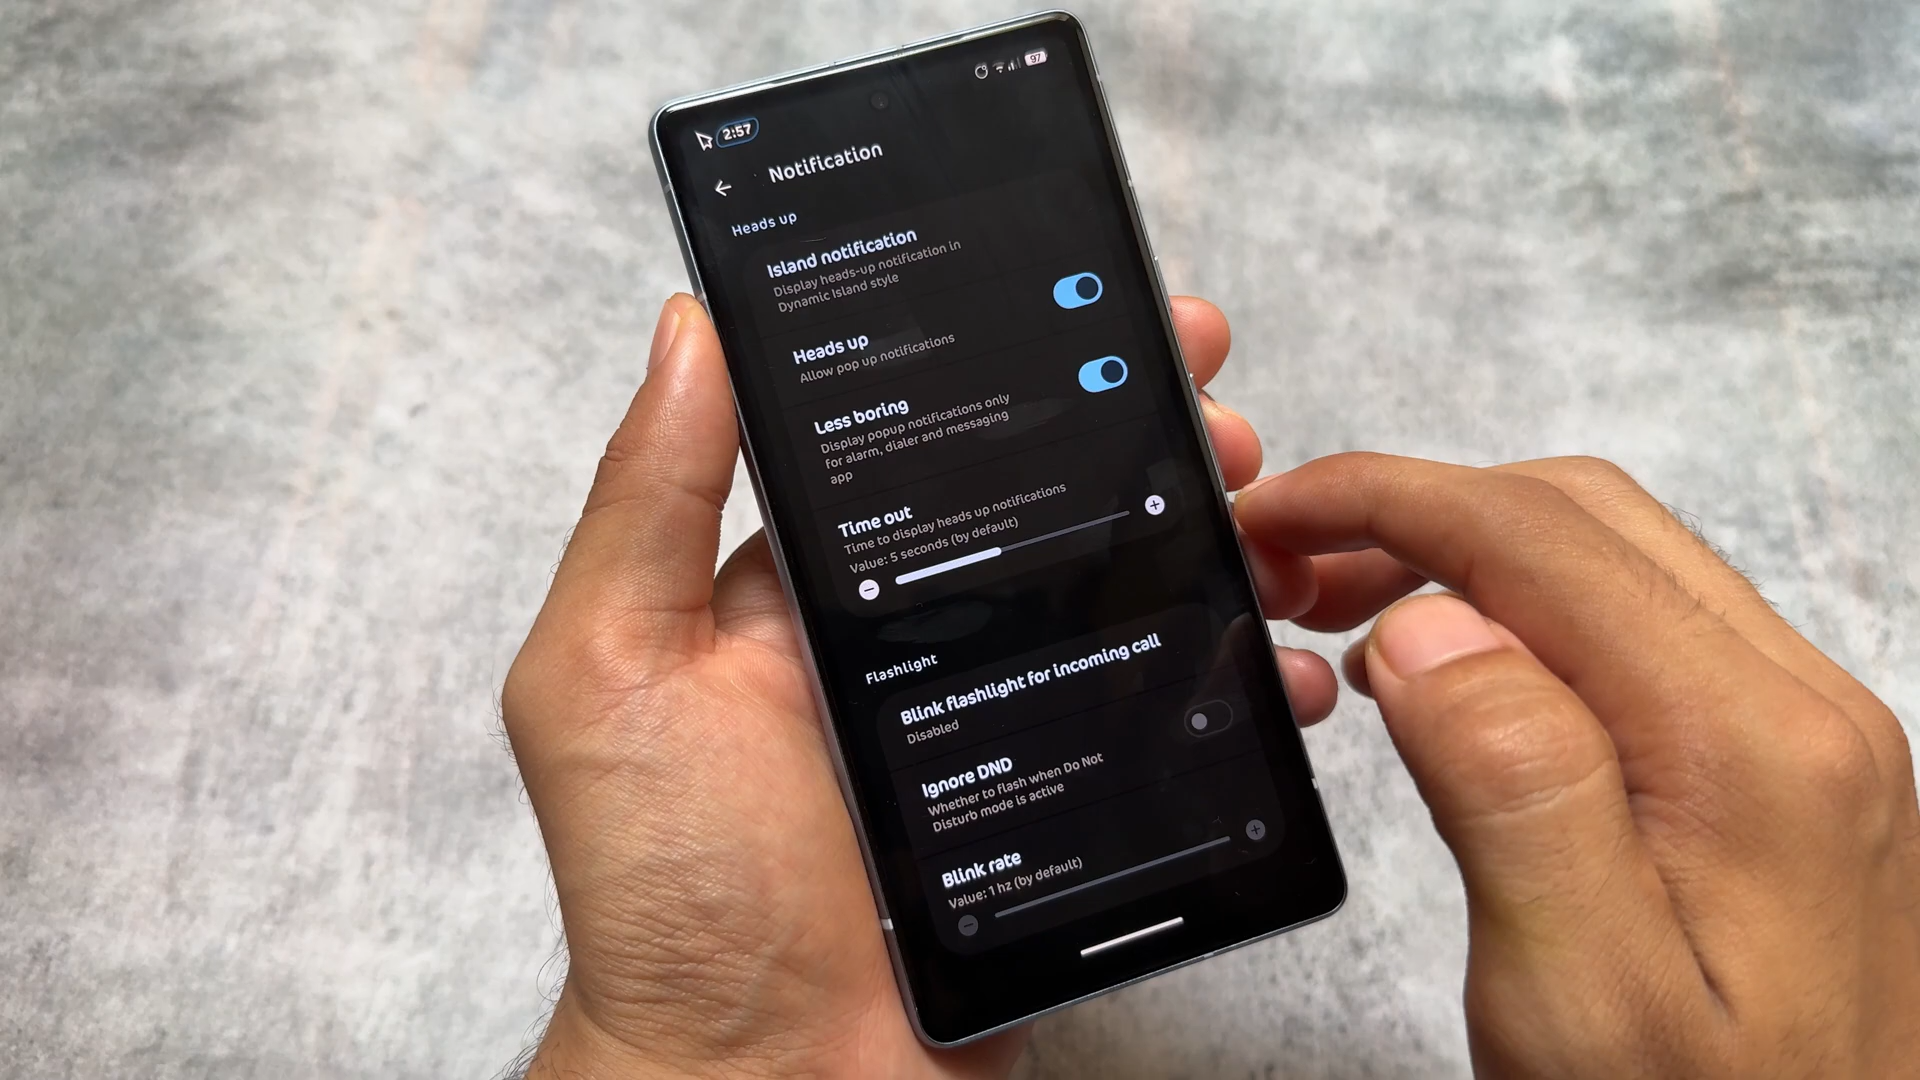 97
2:57
Notification
Heads up
Island notification
Display heads-up notification in
Dynamic Island style
Heads up
Allow pop up notifications
Less boring
Display popup notifications only
for alarm, dialer and messaging
app
Time out
Time to display heads up notifications
Value: 5 seconds (by default)
Flashlight
Blink flashlight for incoming call
Disabled
Ignore DND
Whether to flash when Do Not
Disturb mode is active
Blink rate
Value: 1 hz (by default)